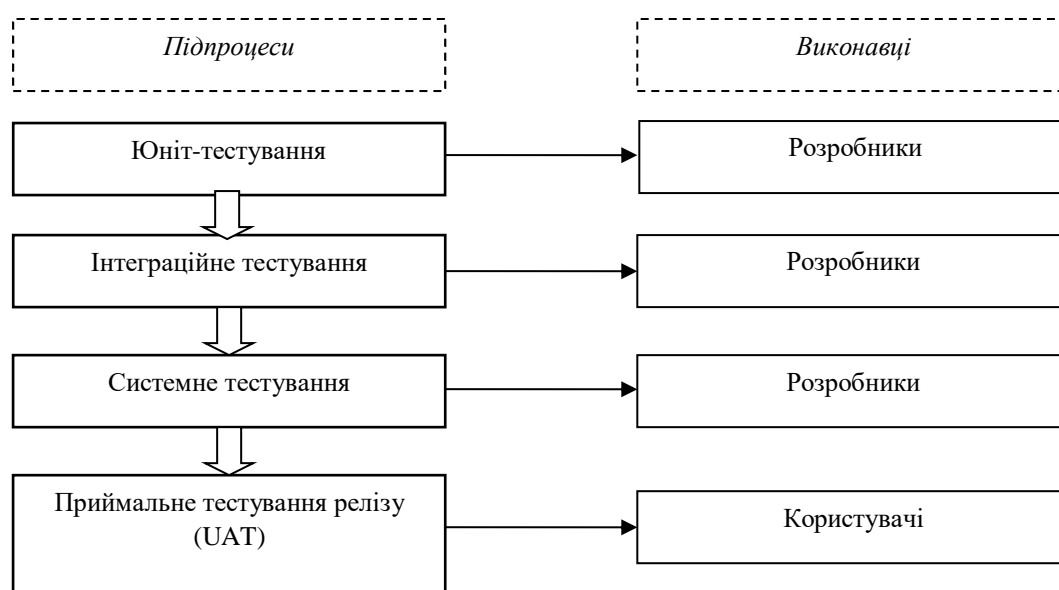 Підпроцеси
Виконавці
Юніт-тестування
Розробники
Інтеграційне тестування
Розробники
Системне тестування
Розробники
Приймальне тестування релізу
(UAT)
Користувачі